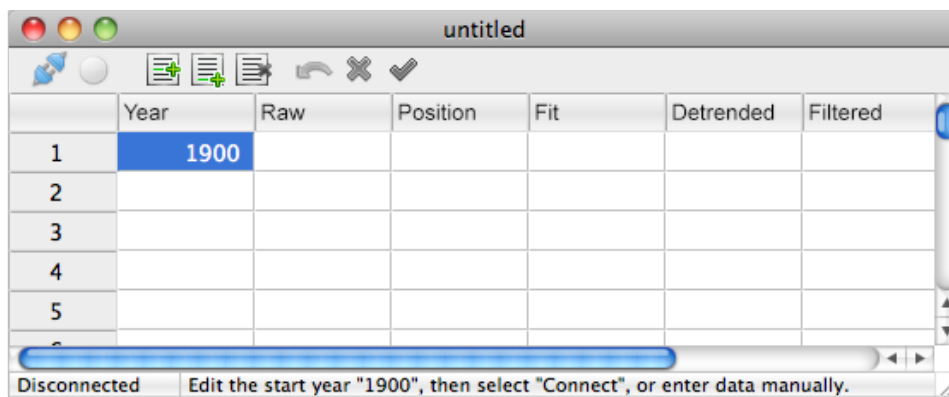 untitled
Year Raw Position Fit Detrended Filtered
1 1900
2
3
4
5
Disconnected Edit the start year "1900", then select "Connect", or enter data manually.